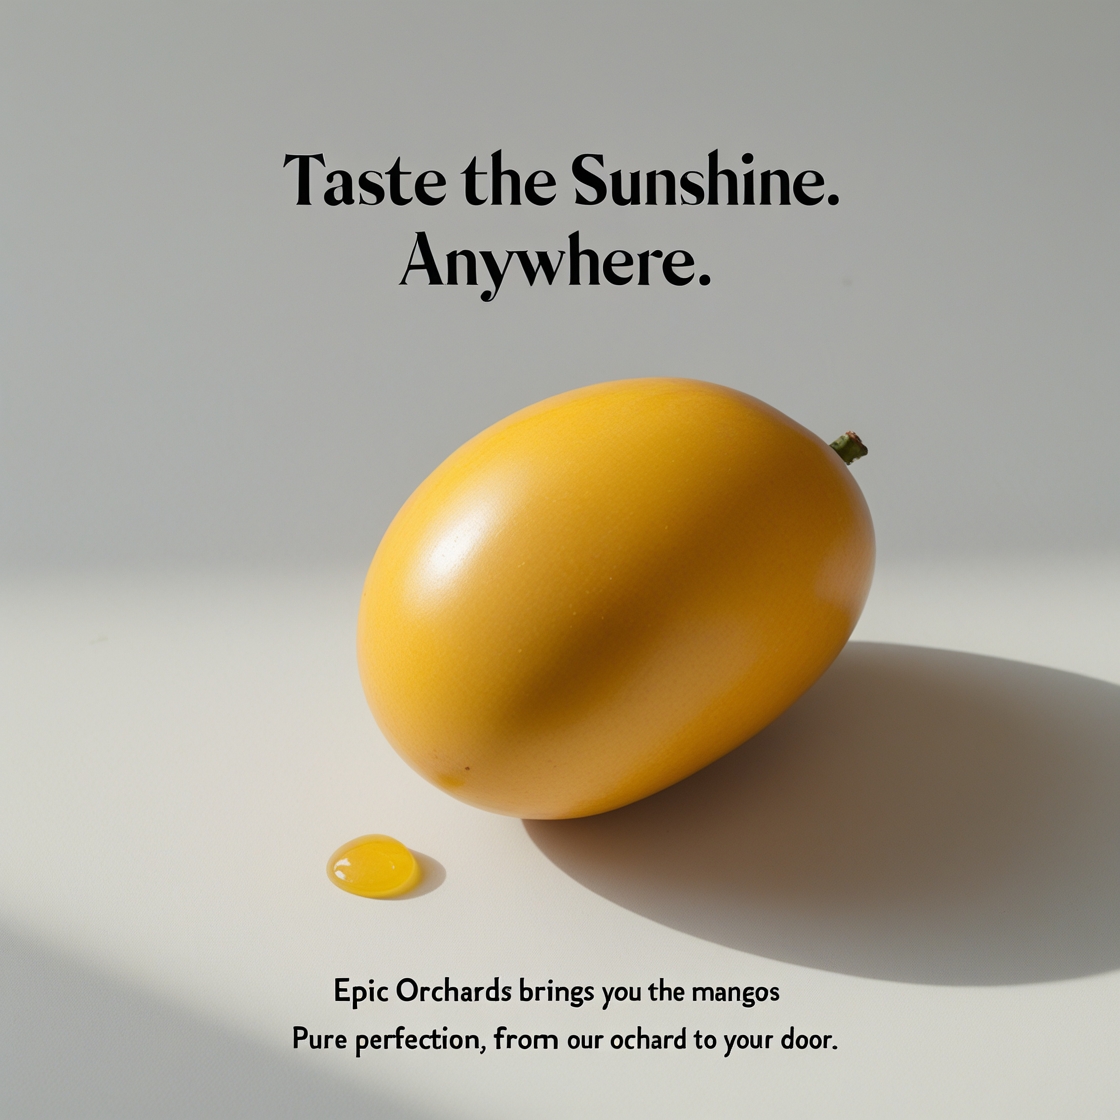 Taste the Sunshine.
Anywhere.
Epic Orchards brings you the mangos
Pure perfection, from our ochard to your door.